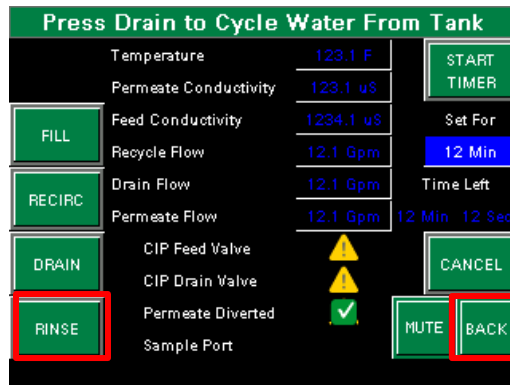 Press Drain to Cycle Water From Tank
Temperature 123.1 F
START TIMER
Permeate Conductivity 123.1 uS
FILL
Feed Conductivity 1234.1 uS
Set For
Recycle Flow 12.1 Gpm
12 Min
RECIRC
Drain Flow 12.1 Gpm
Time Left
Permeate Flow 12.1 Gpm
12 Min 12 Sec
DRAIN
CIP Feed Valve
CANCEL
CIP Drain Valve
RINSE
Permeate Diverted
MUTE
BACK
Sample Port